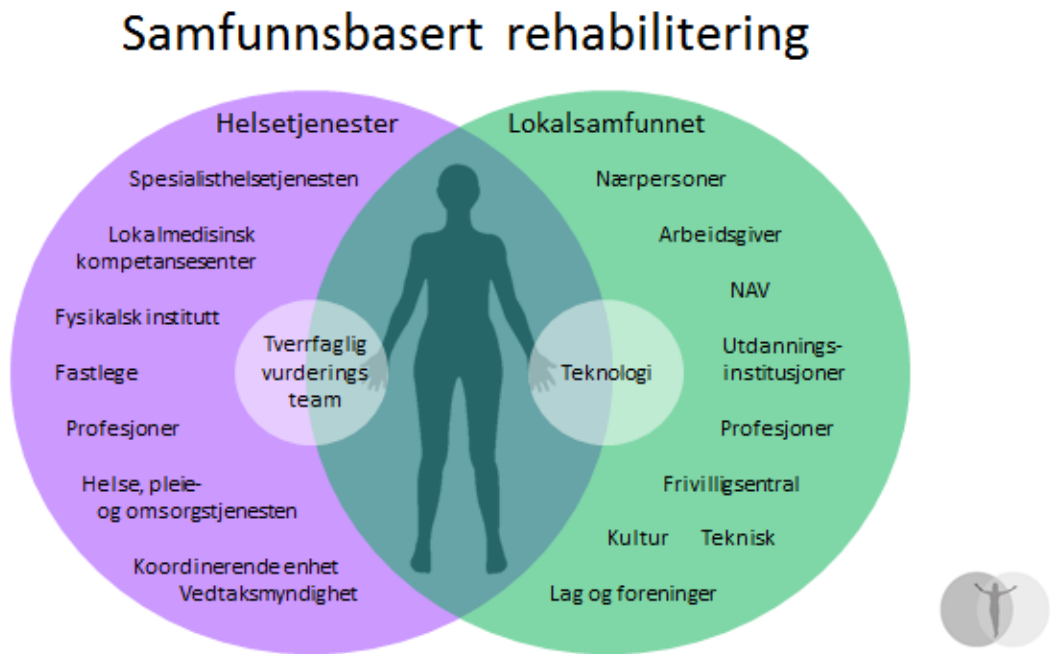 Samfunnsbasert rehabilitering
Helsetjenester
Spesialisthelsetjenesten
Lokalmedisinsk
kompetansesenter
Fysikalsk institutt
Fastlege
Profesjoner
Helse, pleie-
og omsorgstjenesten
Koordinerende enhet
Vedtaksmyndighet
Tverrfaglig
vurderings
team
Lokalsamfunnet
Nærpersoner
Arbeidsgiver
NAV
Utdannings-
institusjoner
Teknologi
Profesjoner
Frivilligsentral
Kultur Teknisk
Lag og foreninger